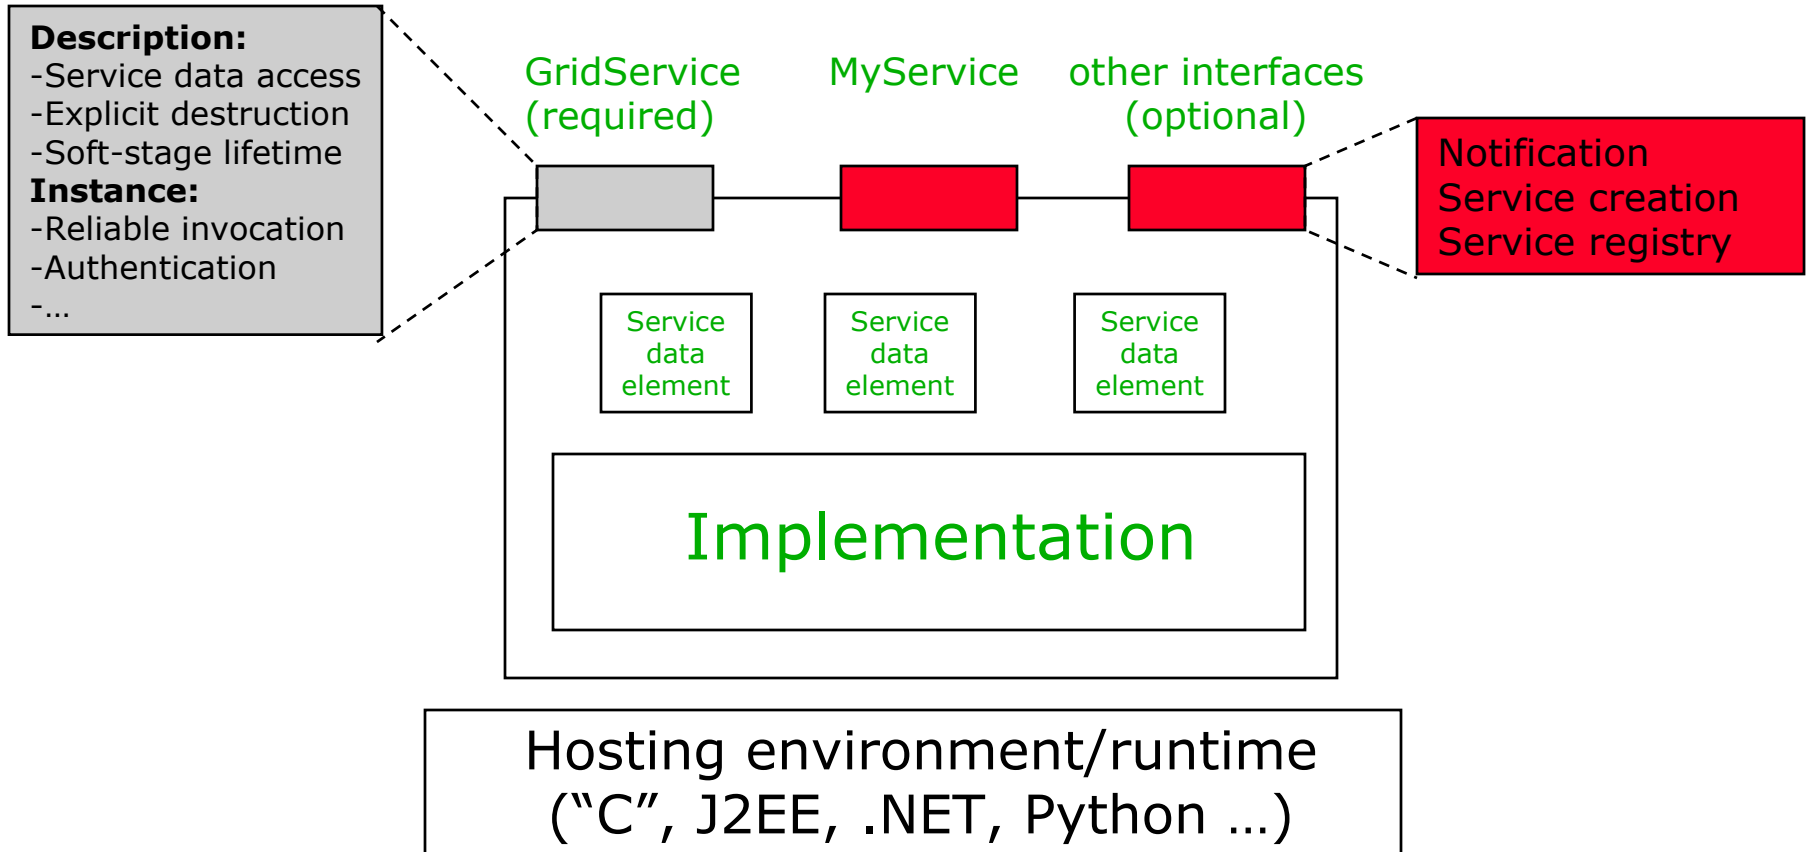 Description:
-Service data access
-Explicit destruction
-Soft-stage lifetime
Instance:
-Reliable invocation
-Authentication
-…
GridService
(required)
MyService
other interfaces
(optional)
Notification
Service creation
Service registry
Service
data
element
Service
data
element
Service
data
element
Implementation
Hosting environment/runtime
(“C”, J2EE, .NET, Python …)